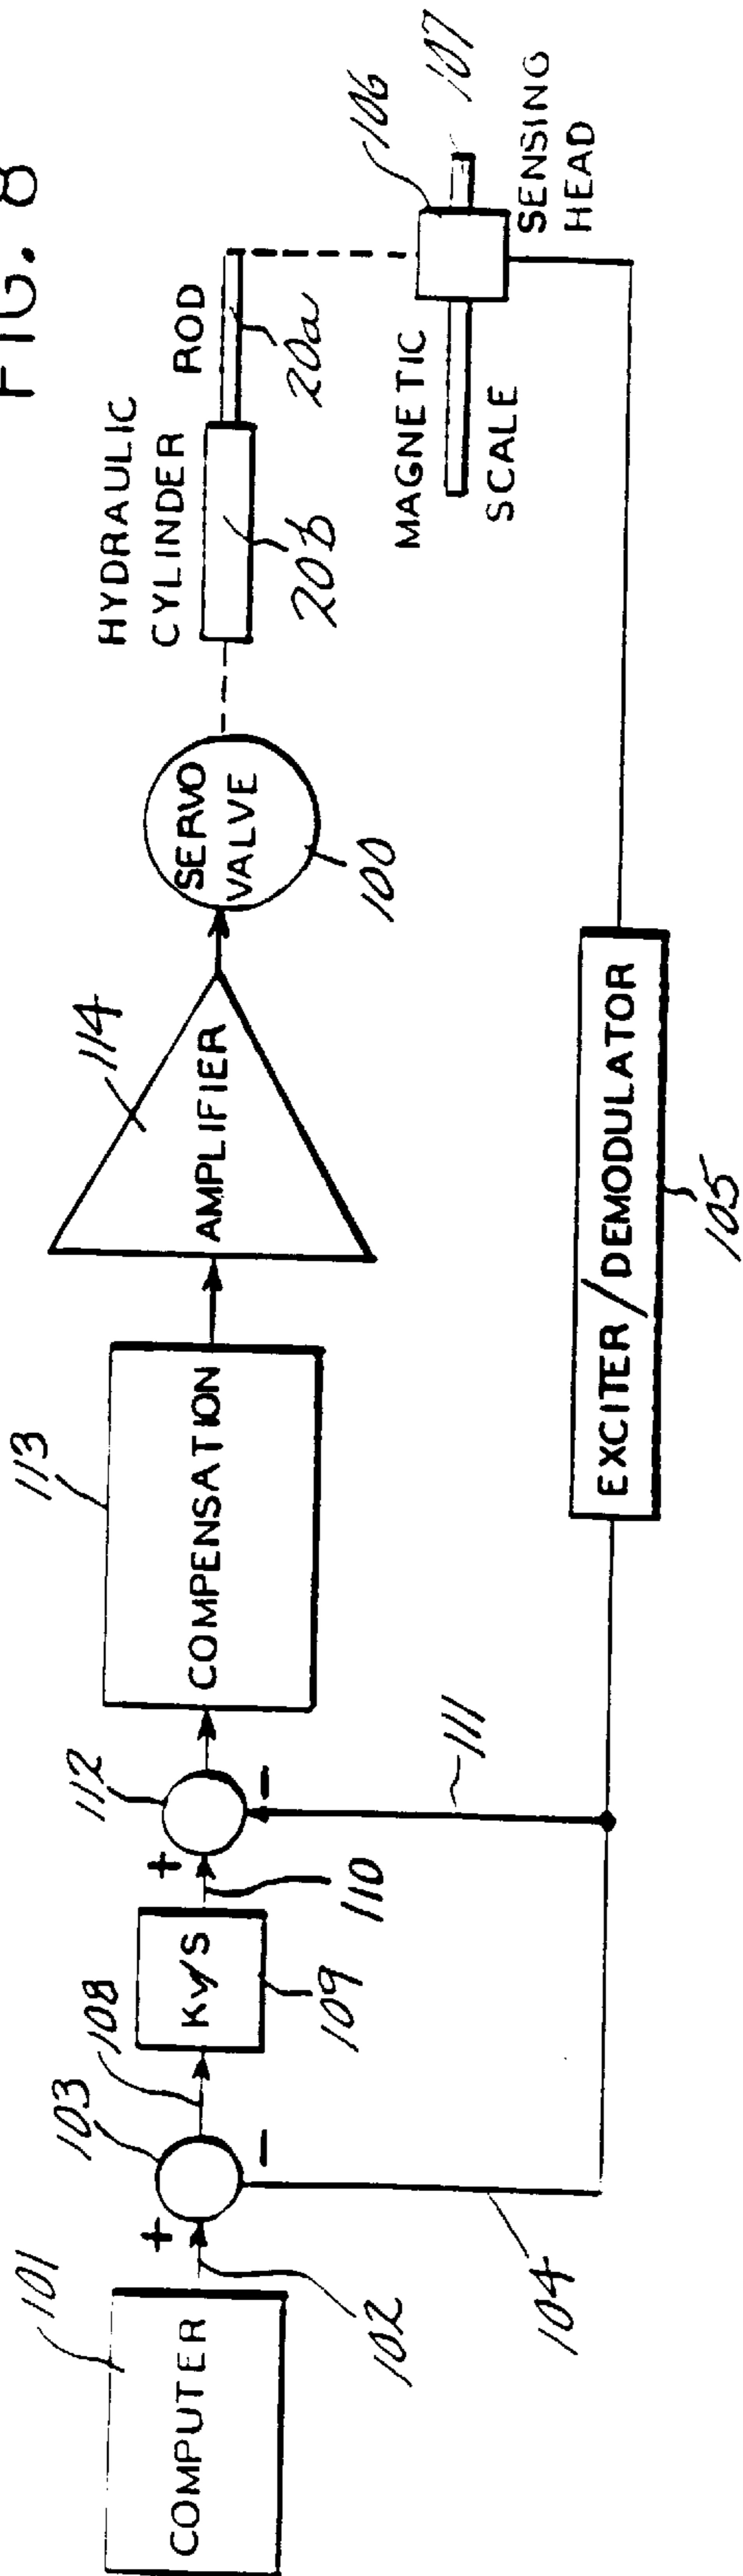 FIG. 8
101
COMPUTER
102
103
+
-
104
108
Kv/S
109
110
+
112
-
111
113
COMPENSATION
114
AMPLIFIER
SERVO
VALVE
100
HYDRAULIC
CYLINDER
20b
ROD
20a
106
107
MAGNETIC
SCALE
SENSING
HEAD
EXCITER/DEMODULATOR
105